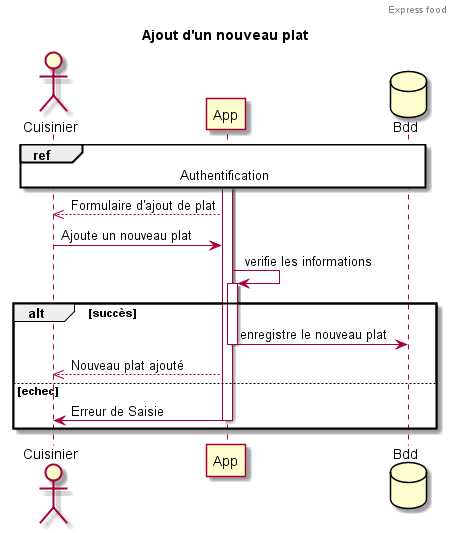 Express food
Ajout d'un nouveau plat
Cuisinier
App
Bdd
ref
Authentification
Formulaire d'ajout de plat
Ajoute un nouveau plat
verifie les informations
alt [succès]
enregistre le nouveau plat
Nouveau plat ajouté
[echec]
Erreur de Saisie
Cuisinier
App
Bdd